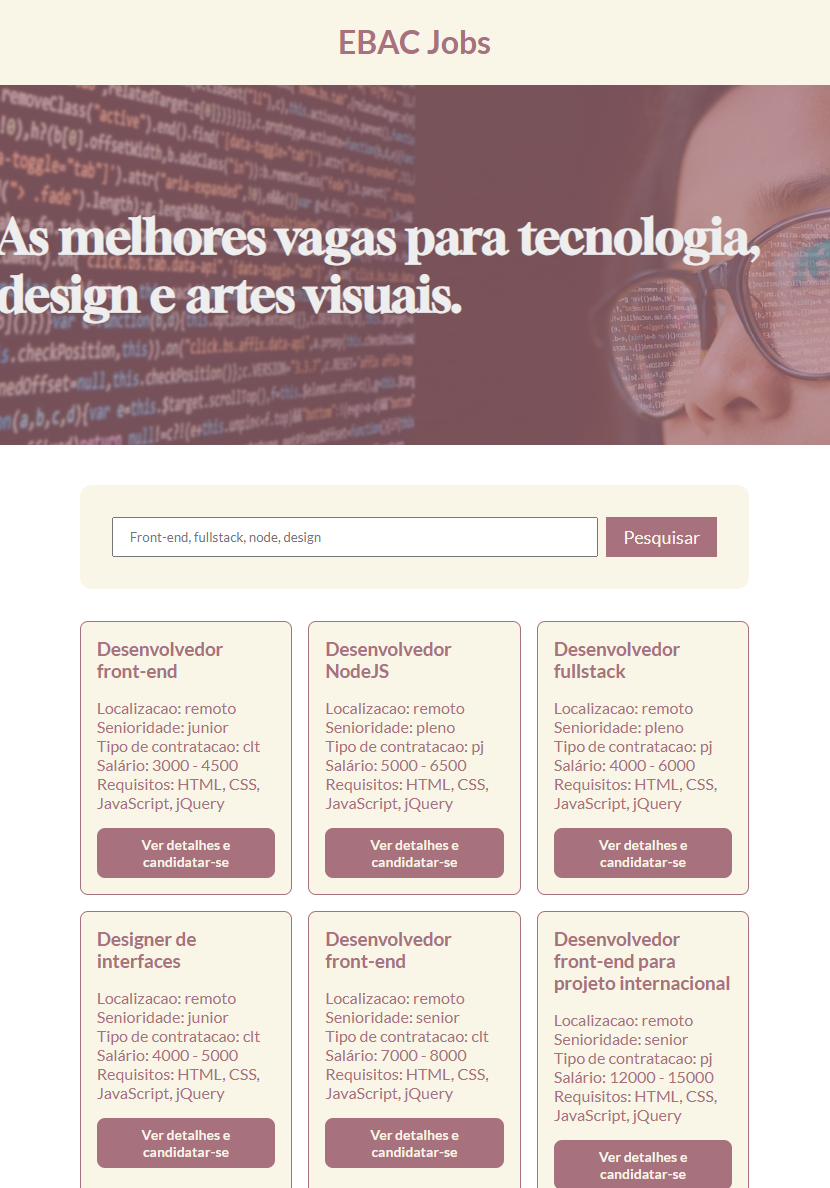 EBAC Jobs
As melhores vagas para tecnologia,
design e artes visuais.
Front-end, fullstack, node, design
Pesquisar
Desenvolvedor
front-end
Localizacao: remoto
Senioridade: junior
Tipo de contratacao: clt
Salário: 3000 - 4500
Requisitos: HTML, CSS,
JavaScript, jQuery
Ver detalhes e
candidatar-se
Desenvolvedor
NodeJS
Localizacao: remoto
Senioridade: pleno
Tipo de contratacao: pj
Salário: 5000 - 6500
Requisitos: HTML, CSS,
JavaScript, jQuery
Ver detalhes e
candidatar-se
Desenvolvedor
fullstack
Localizacao: remoto
Senioridade: pleno
Tipo de contratacao: pj
Salário: 4000 - 6000
Requisitos: HTML, CSS,
JavaScript, jQuery
Ver detalhes e
candidatar-se
Designer de
interfaces
Localizacao: remoto
Senioridade: junior
Tipo de contratacao: clt
Salário: 4000 - 5000
Requisitos: HTML, CSS,
JavaScript, jQuery
Ver detalhes e
candidatar-se
Desenvolvedor
front-end
Localizacao: remoto
Senioridade: senior
Tipo de contratacao: clt
Salário: 7000 - 8000
Requisitos: HTML, CSS,
JavaScript, jQuery
Ver detalhes e
candidatar-se
Desenvolvedor
front-end para
projeto internacional
Localizacao: remoto
Senioridade: senior
Tipo de contratacao: pj
Salário: 12000 - 15000
Requisitos: HTML, CSS,
JavaScript, jQuery
Ver detalhes e
candidatar-se